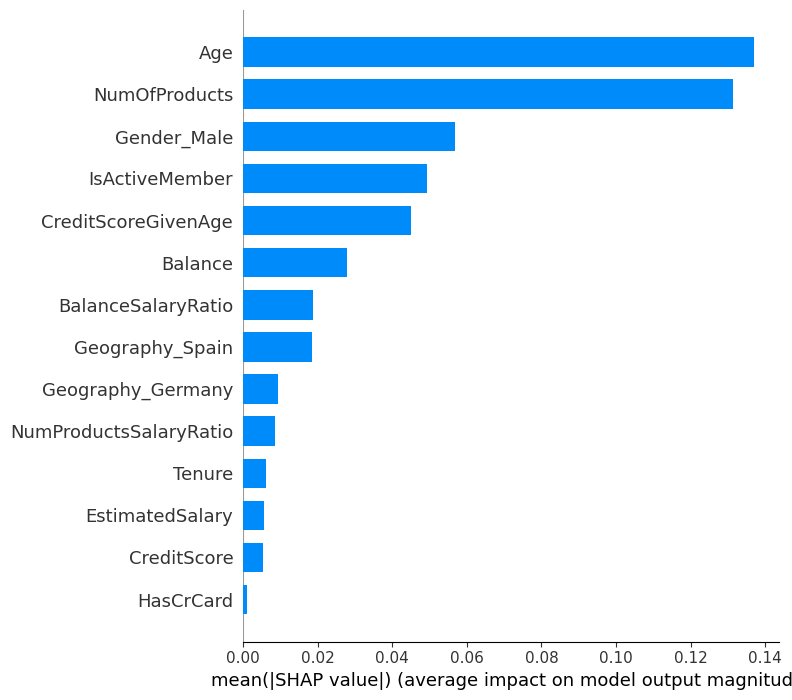 Age
NumOfProducts
Gender_Male
IsActiveMember
CreditScoreGivenAge
Balance
BalanceSalaryRatio
Geography_Spain
Geography_Germany
NumProductsSalaryRatio
Tenure
EstimatedSalary
CreditScore
HasCrCard
0.00 0.02 0.04 0.06 0.08 0.10 0.12 0.14
mean(|SHAP value|) (average impact on model output magnitud